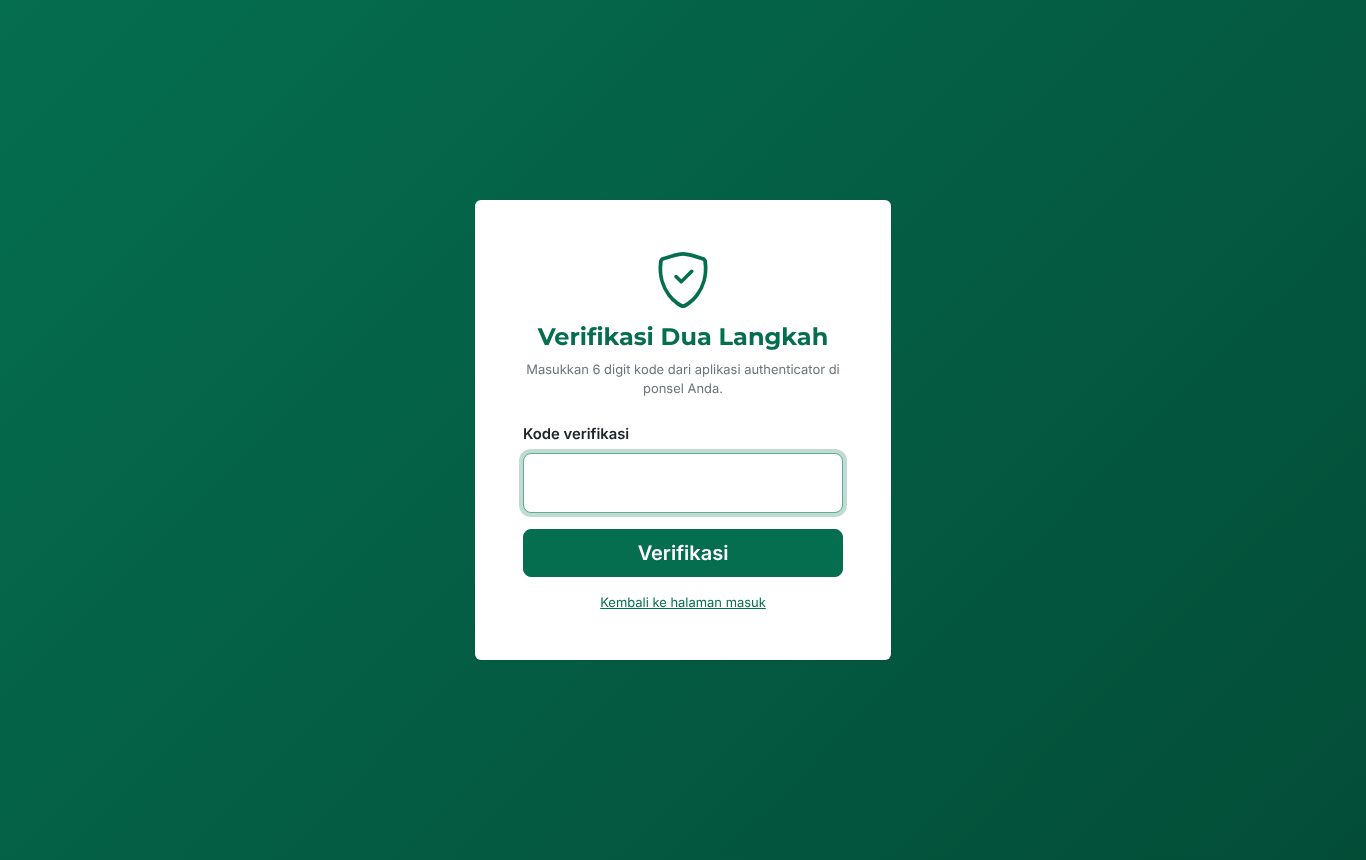 Verifikasi Dua Langkah
Masukkan 6 digit kode dari aplikasi authenticator di
ponsel Anda.
Kode verifikasi
Verifikasi
Kembali ke halaman masuk